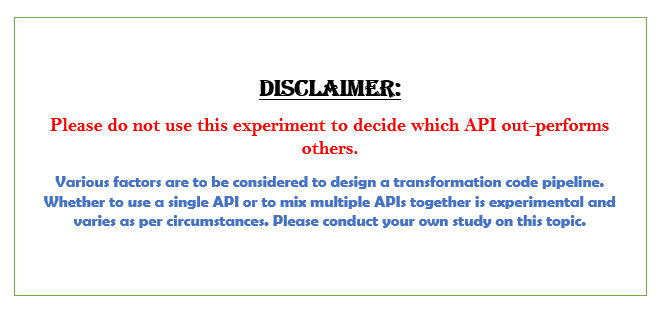 DISCLAIMER:
Please do not use this experiment to decide which API out-performs
others.
Various factors are to be considered to design a transformation code pipeline.
Whether to use a single API or to mix multiple APIs together is experimental and
varies as per circumstances. Please conduct your own study on this topic.